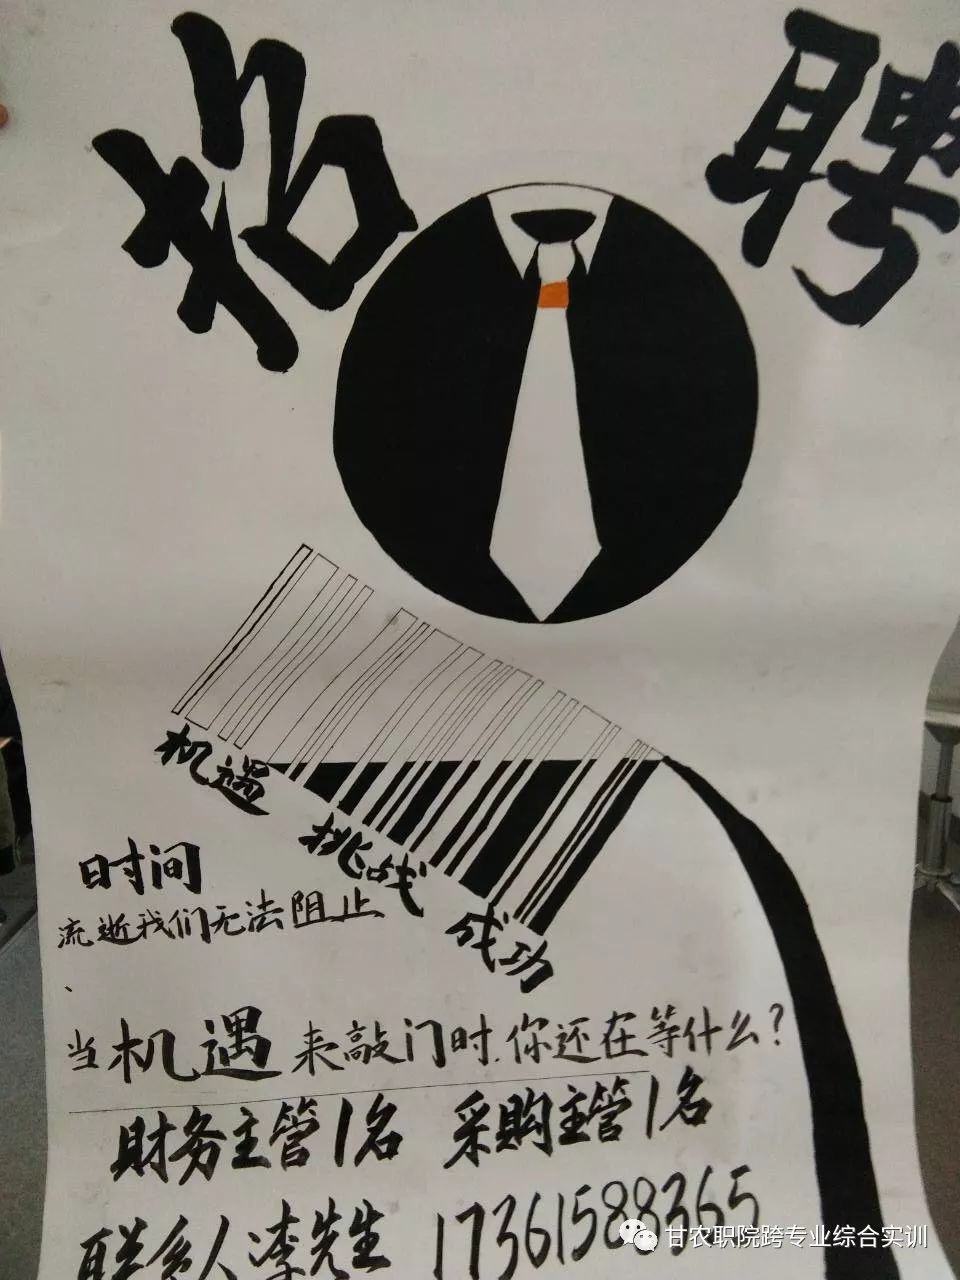 招聘
机遇
挑战
成功
时间
流逝我们无法阻止
当机遇来敲门时.你还在等什么?
财务主管1名 采购主管1名
联系人李先生 17361588365
甘农职院跨专业综合实训